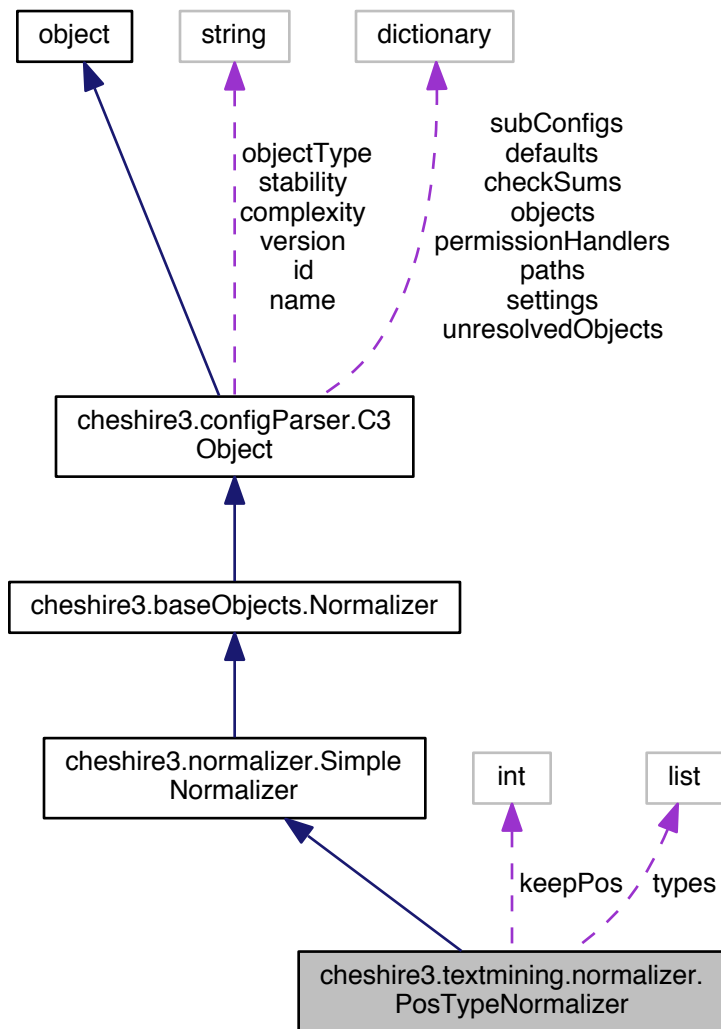 object
string
dictionary
objectType
stability
complexity
version
id
name
subConfigs
defaults
checkSums
objects
permissionHandlers
paths
settings
unresolvedObjects
cheshire3.configParser.C3
Object
cheshire3.baseObjects.Normalizer
cheshire3.normalizer.Simple
Normalizer
int
list
keepPos
types
cheshire3.textmining.normalizer.
PosTypeNormalizer